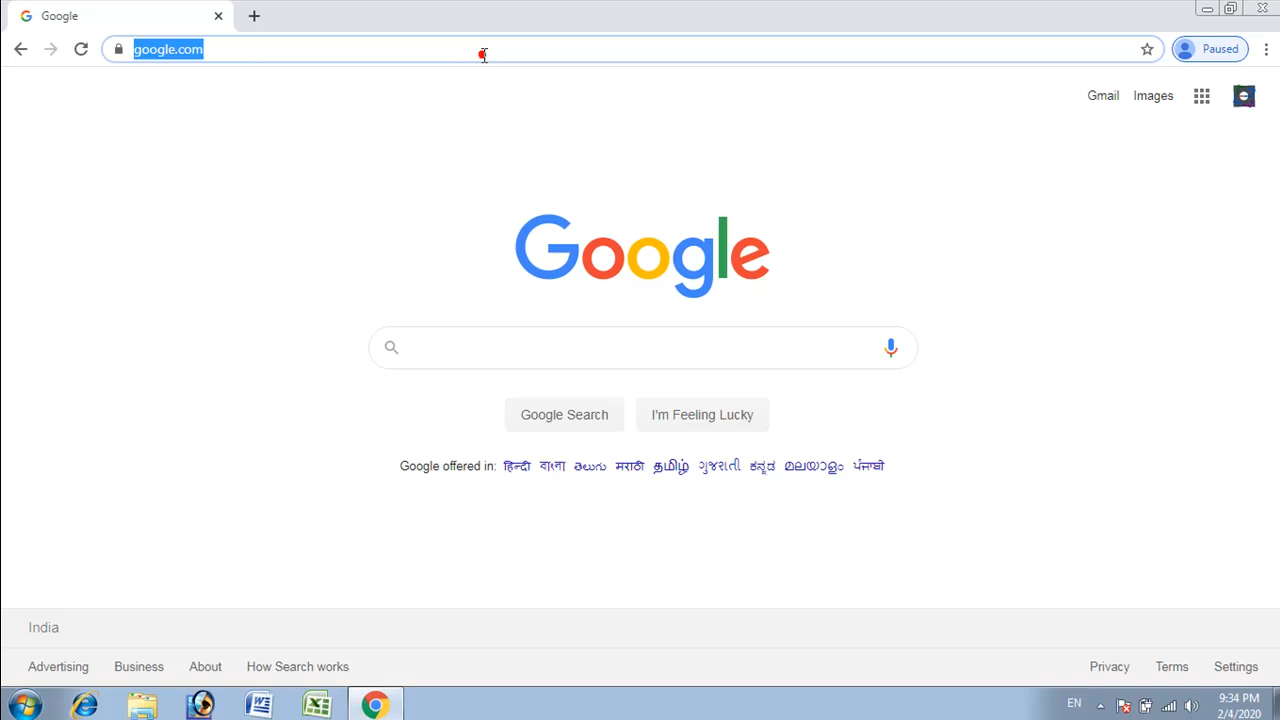 Google
google.com
Paused
Gmail Images
Google
Google Search I'm Feeling Lucky
Google offered in: हिन्दी বাংলা తెలుగు मराठी தமிழ் ગુજરાતી ಕನ್ನಡ മലയാളം ਪੰਜਾਬੀ
India
Advertising Business About How Search works Privacy Terms Settings
EN
9:34 PM
2/4/2020